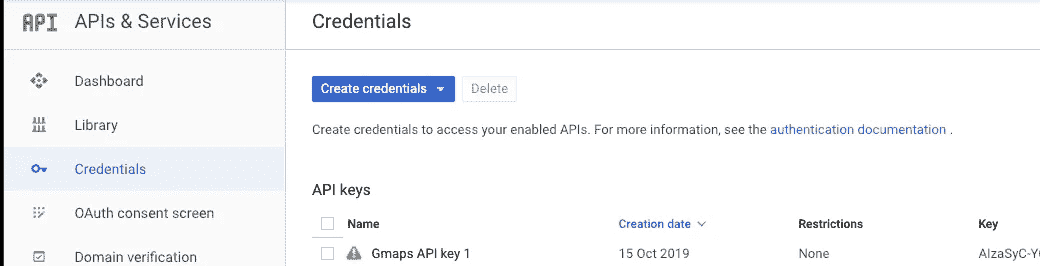 API APIs & Services
Credentials
Dashboard
Library
Credentials
OAuth consent screen
Domain verification
Create credentials
Delete
Create credentials to access your enabled APIs. For more information, see the authentication documentation .
API keys
Name Creation date Restrictions Key
Gmaps API key 1 15 Oct 2019 None